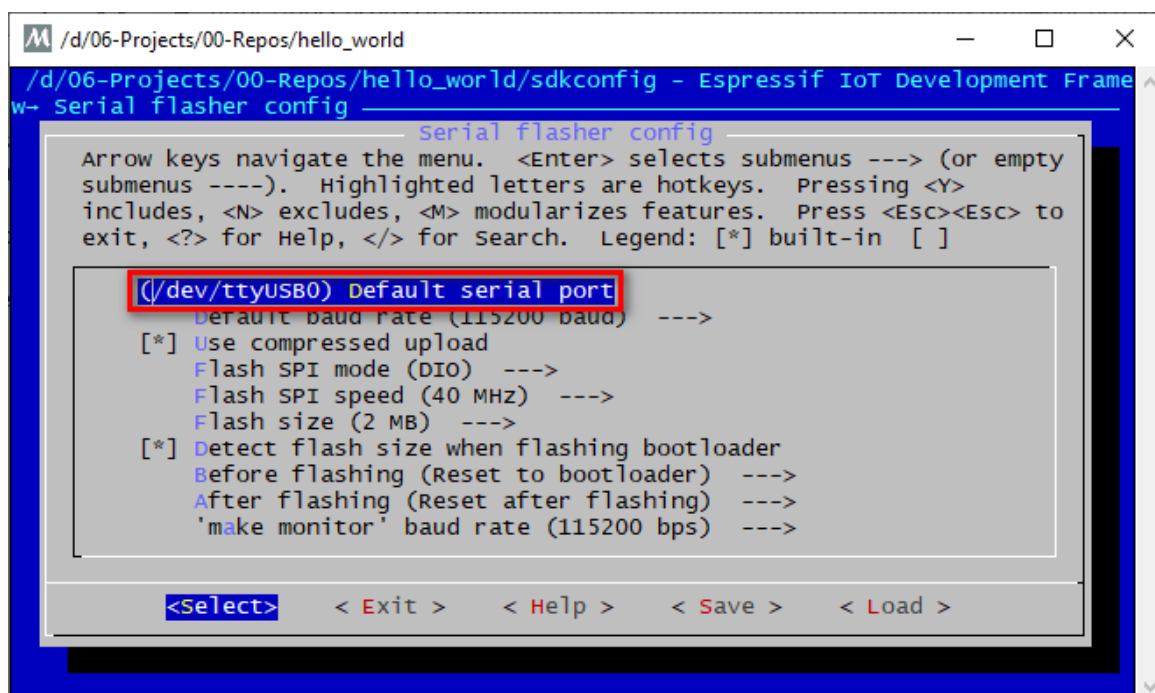 /d/06-Projects/00-Repos/hello_world
/d/06-Projects/00-Repos/hello_world/sdkconfig - Espressif IoT Development Frame
w→ Serial flasher config
Serial flasher config
Arrow keys navigate the menu.  <Enter> selects submenus ---> (or empty
submenus ----).  Highlighted letters are hotkeys.  Pressing <Y>
includes, <N> excludes, <M> modularizes features.  Press <Esc><Esc> to
exit, <?> for Help, </> for Search.  Legend: [*] built-in  [ ]
(/dev/ttyUSB0) Default serial port
Default baud rate (115200 baud)  --->
[*] Use compressed upload
Flash SPI mode (DIO)  --->
Flash SPI speed (40 MHz)  --->
Flash size (2 MB)  --->
[*] Detect flash size when flashing bootloader
Before flashing (Reset to bootloader)  --->
After flashing (Reset after flashing)  --->
'make monitor' baud rate (115200 bps)  --->
<Select>    < Exit >    < Help >    < Save >    < Load >